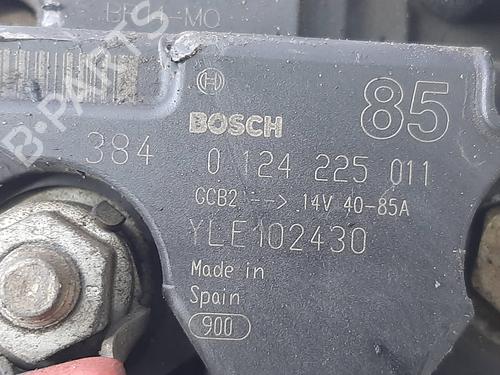 85
BOSCH
384 0 124 225 011
GCB2 --> 14V 40-85A
YLE102430
Made in
Spain
900
B-PARTS